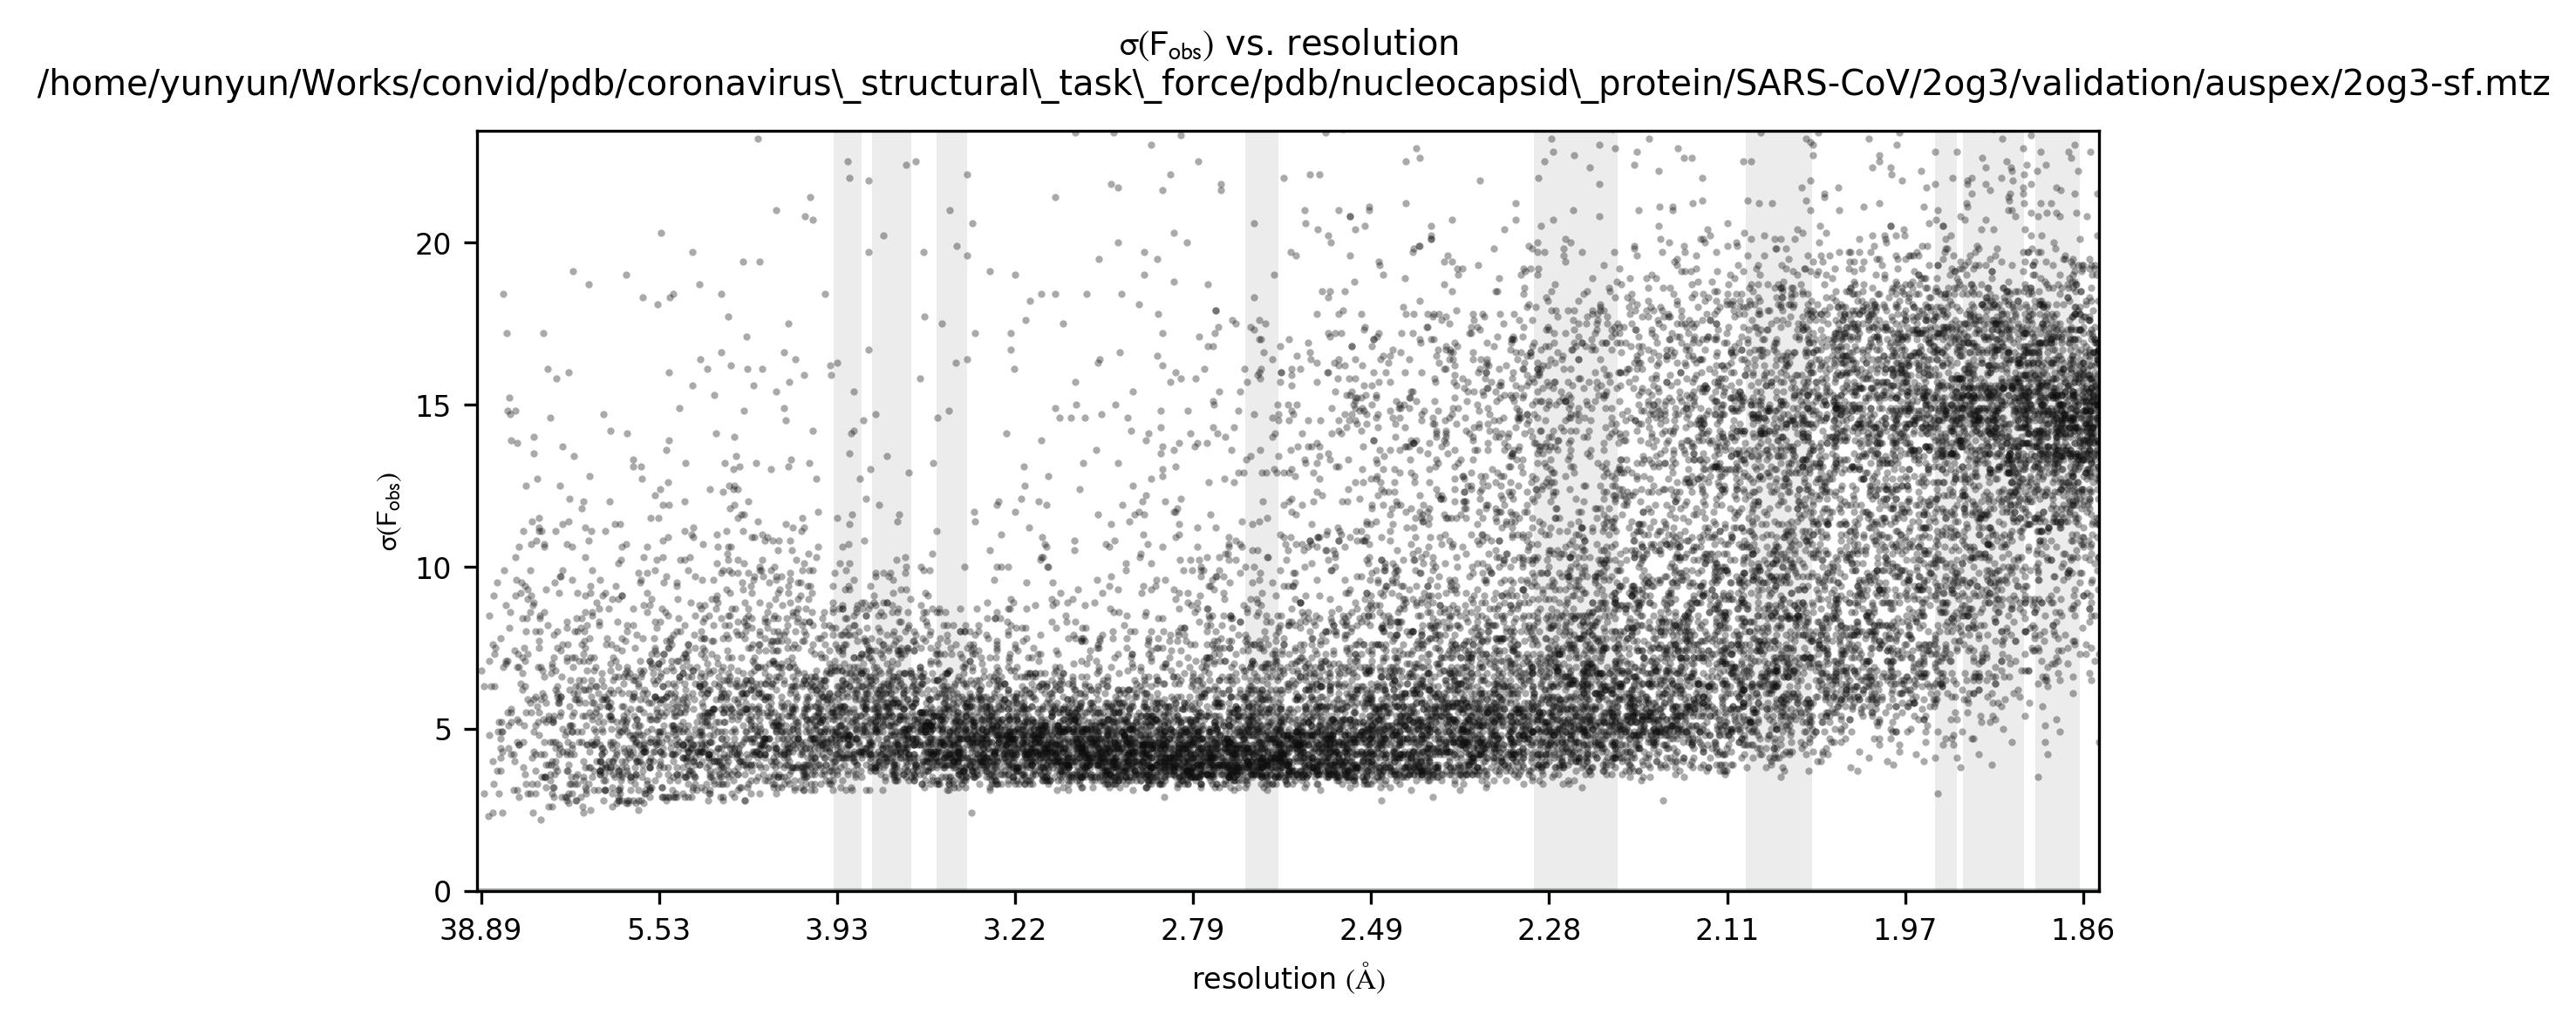 σ(Fobs) vs. resolution
/home/yunyun/Works/convid/pdb/coronavirus\_structural\_task\_force/pdb/nucleocapsid\_protein/SARS-CoV/2og3/validation/auspex/2og3-sf.mtz
20
15
10
5
0
σ(Fobs)
38.89 5.53 3.93 3.22 2.79 2.49 2.28 2.11 1.97 1.86
resolution (Å)